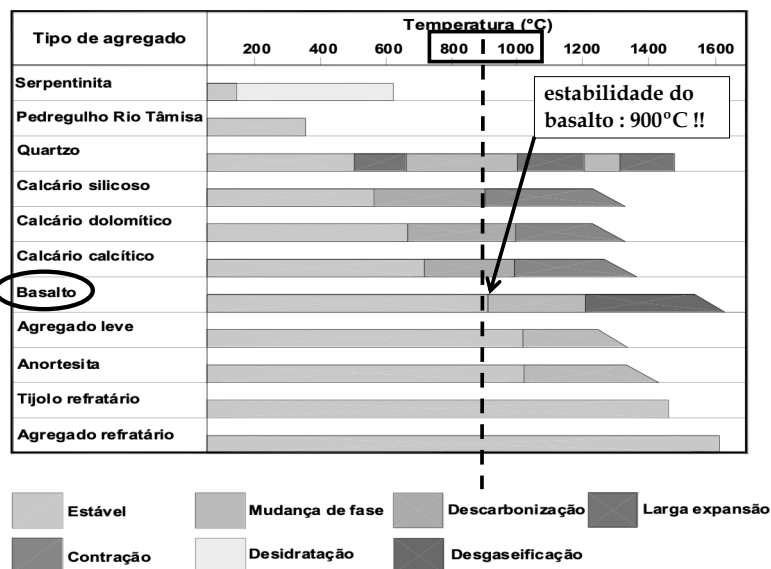 Tipo de agregado
Temperatura (°C)
200 400 600 800 1000 1200 1400 1600
estabilidade do
basalto : 900°C !!
Serpentinita
Pedregulho Rio Tâmisa
Quartzo
Calcário silicoso
Calcário dolomítico
Calcário calcítico
Basalto
Agregado leve
Anortesita
Tijolo refratário
Agregado refratário
Estável Mudança de fase Descarbonização Larga expansão
Contração Desidratação Desgaseificação